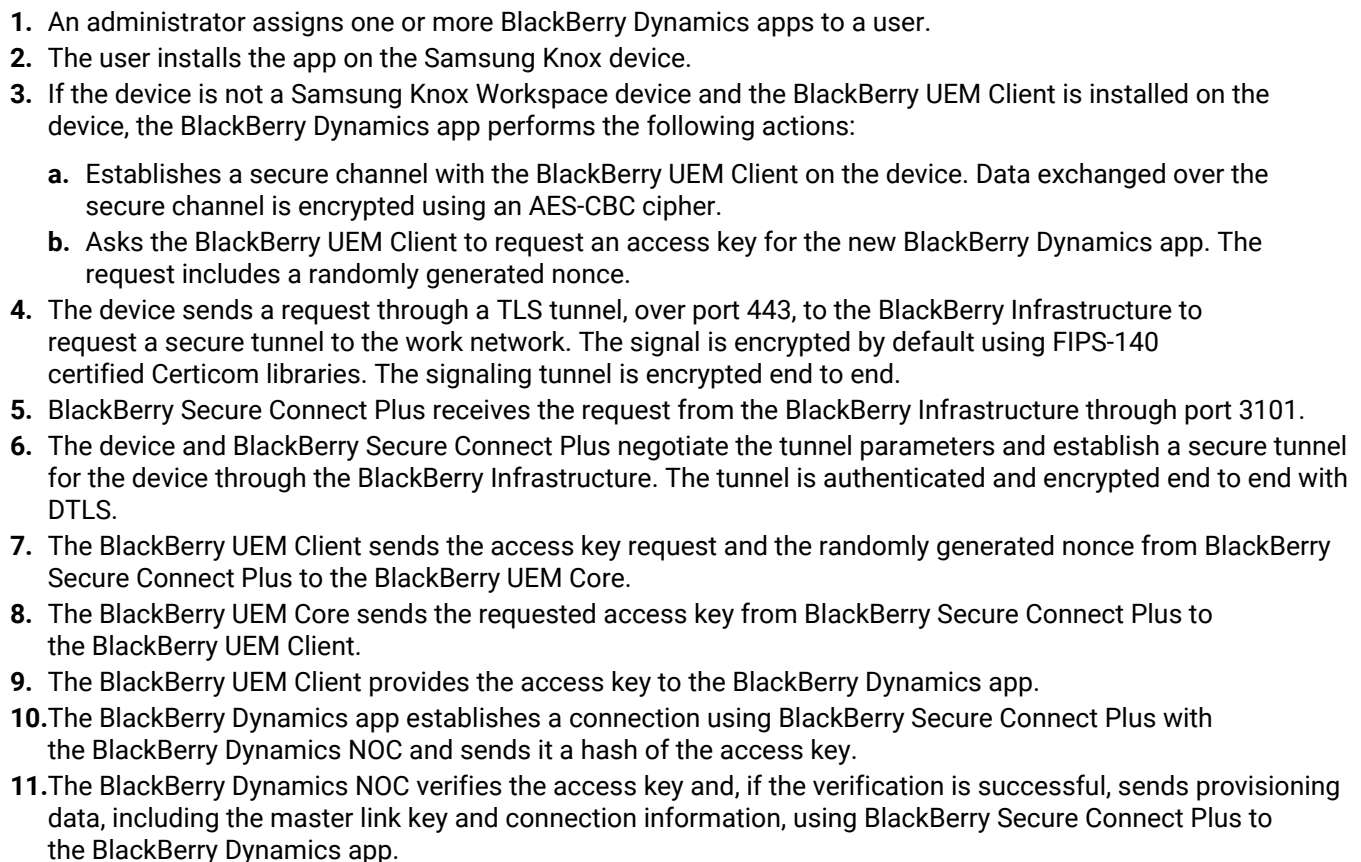 1. An administrator assigns one or more BlackBerry Dynamics apps to a user.
2. The user installs the app on the Samsung Knox device.
3. If the device is not a Samsung Knox Workspace device and the BlackBerry UEM Client is installed on the
device, the BlackBerry Dynamics app performs the following actions:
a. Establishes a secure channel with the BlackBerry UEM Client on the device. Data exchanged over the
secure channel is encrypted using an AES-CBC cipher.
b. Asks the BlackBerry UEM Client to request an access key for the new BlackBerry Dynamics app. The
request includes a randomly generated nonce.
4. The device sends a request through a TLS tunnel, over port 443, to the BlackBerry Infrastructure to
request a secure tunnel to the work network. The signal is encrypted by default using FIPS-140
certified Certicom libraries. The signaling tunnel is encrypted end to end.
5. BlackBerry Secure Connect Plus receives the request from the BlackBerry Infrastructure through port 3101.
6. The device and BlackBerry Secure Connect Plus negotiate the tunnel parameters and establish a secure tunnel
for the device through the BlackBerry Infrastructure. The tunnel is authenticated and encrypted end to end with
DTLS.
7. The BlackBerry UEM Client sends the access key request and the randomly generated nonce from BlackBerry
Secure Connect Plus to the BlackBerry UEM Core.
8. The BlackBerry UEM Core sends the requested access key from BlackBerry Secure Connect Plus to
the BlackBerry UEM Client.
9. The BlackBerry UEM Client provides the access key to the BlackBerry Dynamics app.
10.The BlackBerry Dynamics app establishes a connection using BlackBerry Secure Connect Plus with
the BlackBerry Dynamics NOC and sends it a hash of the access key.
11.The BlackBerry Dynamics NOC verifies the access key and, if the verification is successful, sends provisioning
data, including the master link key and connection information, using BlackBerry Secure Connect Plus to
the BlackBerry Dynamics app.